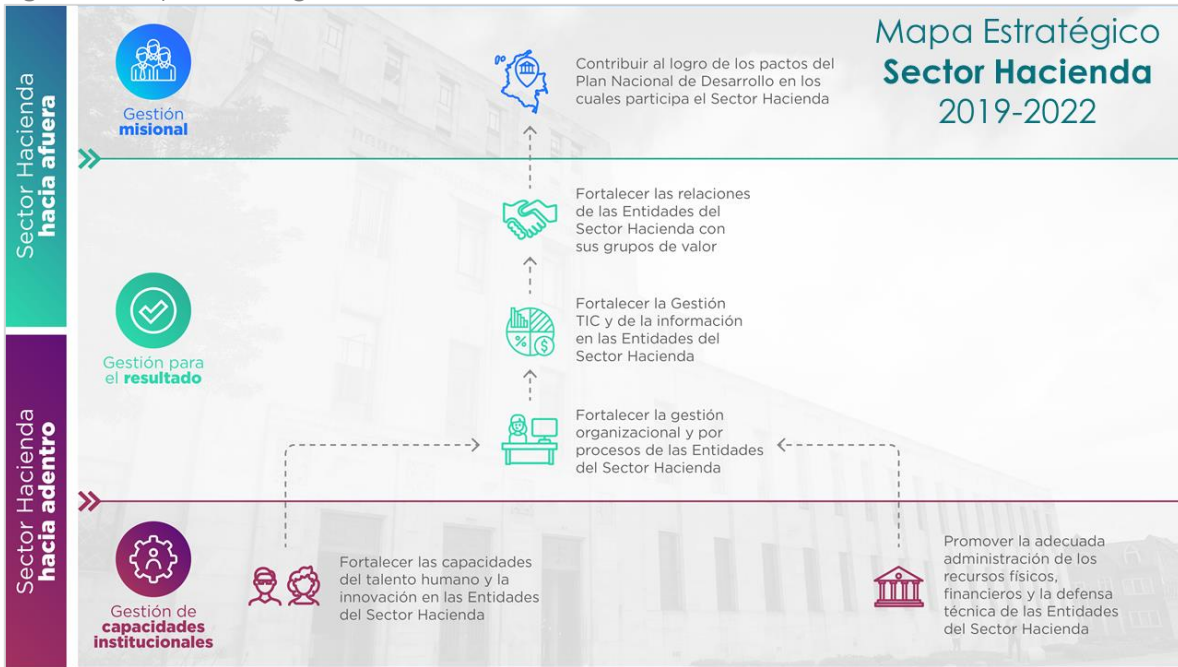 Mapa Estratégico
Sector Hacienda
2019-2022
Sector Hacienda
hacia afuera
Gestión
misional
Contribuir al logro de los pactos del
Plan Nacional de Desarrollo en los
cuales participa el Sector Hacienda
Fortalecer las relaciones
de las Entidades del
Sector Hacienda con
sus grupos de valor
Gestión para
el resultado
Fortalecer la Gestión
TIC y de la información
en las Entidades del
Sector Hacienda
% $
Fortalecer la gestión
organizacional y por
procesos de las Entidades
del Sector Hacienda
Sector Hacienda
hacia adentro
Gestión de
capacidades
institucionales
Fortalecer las capacidades
del talento humano y la
innovación en las Entidades
del Sector Hacienda
Promover la adecuada
administración de los
recursos físicos,
financieros y la defensa
técnica de las Entidades
del Sector Hacienda